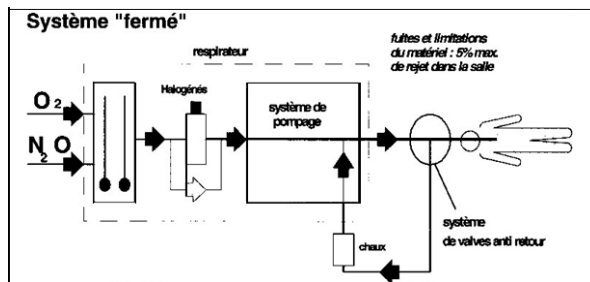 Système "fermé"
respirateur
fuites et limitations
du matériel : 5% max.
de rejet dans la salle
Halogénés
système de
pompage
O2
N2O
système
de valves anti retour
chaux